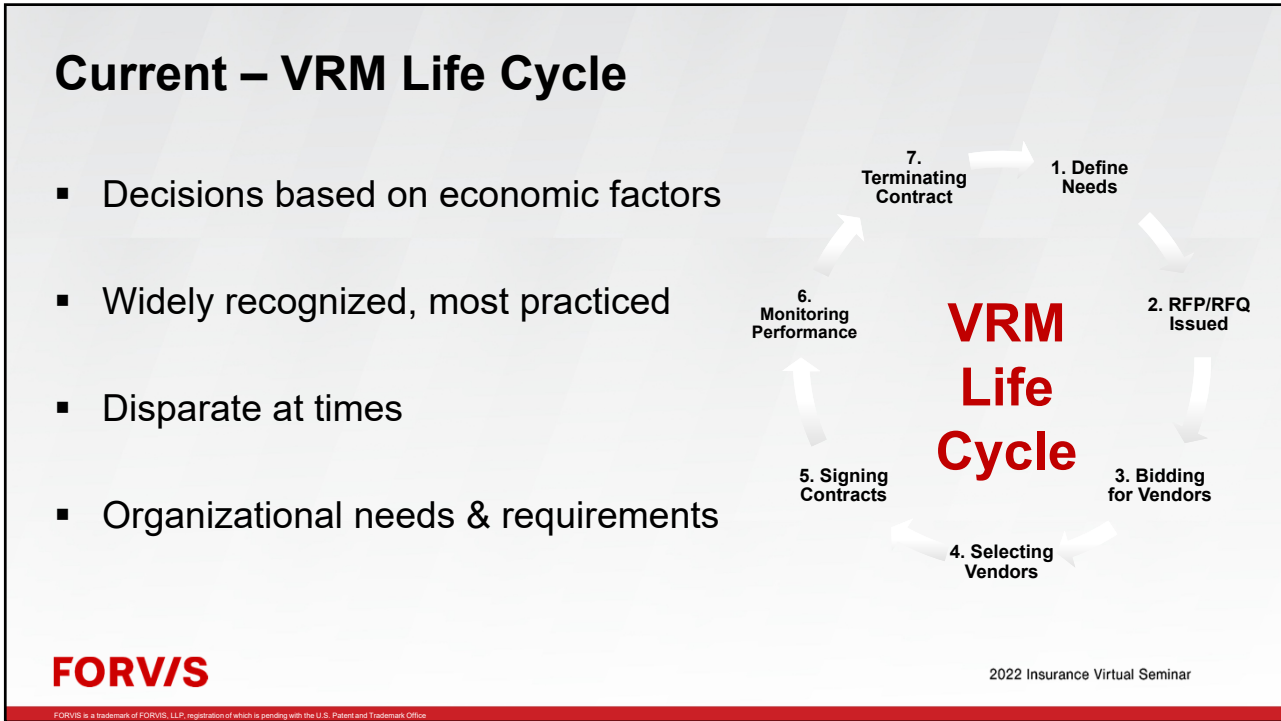 Current – VRM Life Cycle
▪ Decisions based on economic factors
▪ Widely recognized, most practiced
▪ Disparate at times
▪ Organizational needs & requirements
1. Define
Needs
2. RFP/RFQ
Issued
3. Bidding
for Vendors
4. Selecting
Vendors
5. Signing
Contracts
6.
Monitoring
Performance
7.
Terminating
Contract
VRM
Life
Cycle
FORV/S
2022 Insurance Virtual Seminar
FORVIS is a trademark of FORVIS, LLP, registration of which is pending with the U.S. Patent and Trademark Office